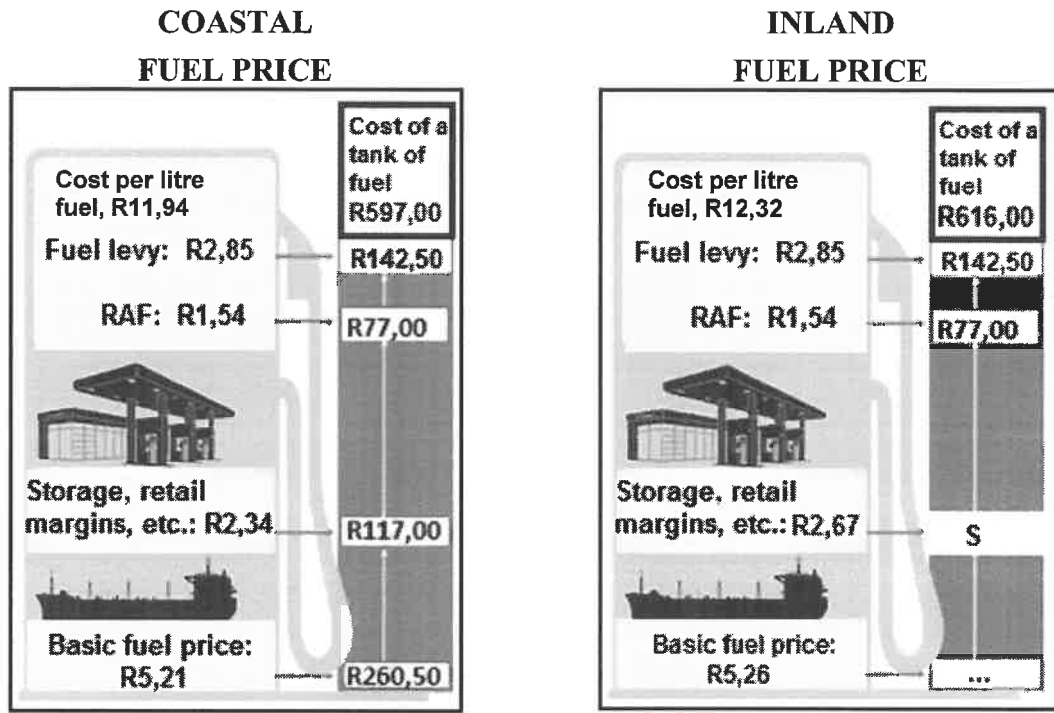 COASTAL
FUEL PRICE
Cost of a
tank of
fuel
R597,00
Cost per litre
fuel, R11,94
Fuel levy: R2,85
R142,50
RAF: R1,54
R77,00
Storage, retail
margins, etc.: R2,34
R117,00
Basic fuel price:
R5,21
R260,50
INLAND
FUEL PRICE
Cost of a
tank of
fuel
R616,00
Cost per litre
fuel, R12,32
Fuel levy: R2,85
R142,50
RAF: R1,54
R77,00
Storage, retail
margins, etc.: R2,67
S
Basic fuel price:
R5,26
...